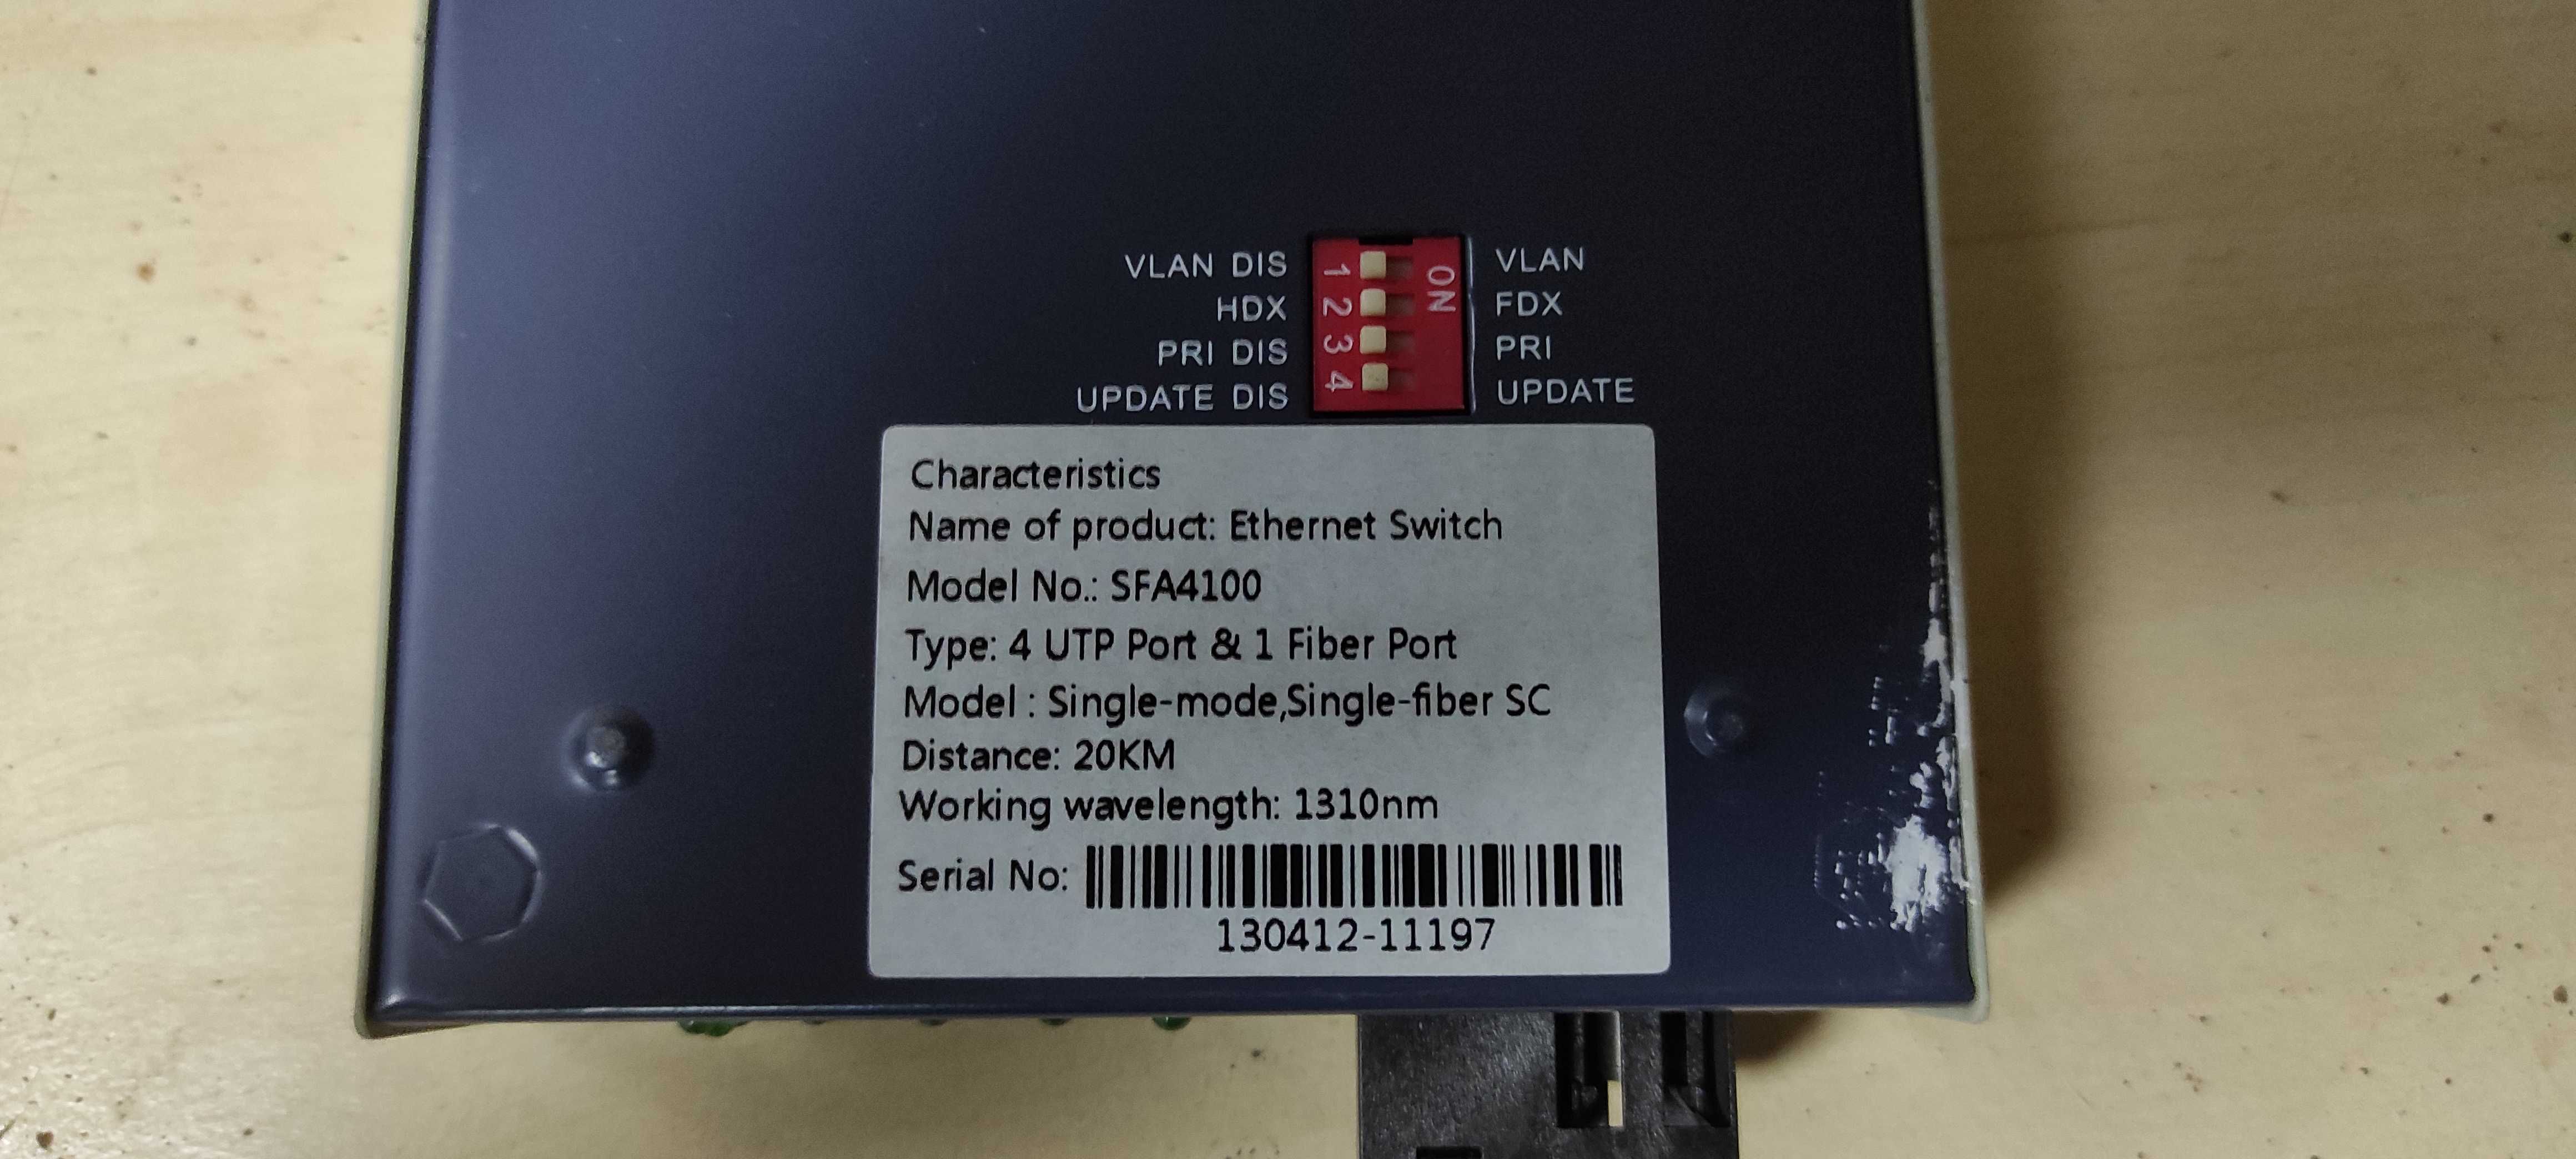 VLAN DIS 1 ON VLAN
HDX 2 FDX
PRI DIS 3 PRI
UPDATE DIS 4 UPDATE
Characteristics
Name of product: Ethernet Switch
Model No.: SFA4100
Type: 4 UTP Port & 1 Fiber Port
Model : Single-mode,Single-fiber SC
Distance: 20KM
Working wavelength: 1310nm
Serial No:
130412-11197